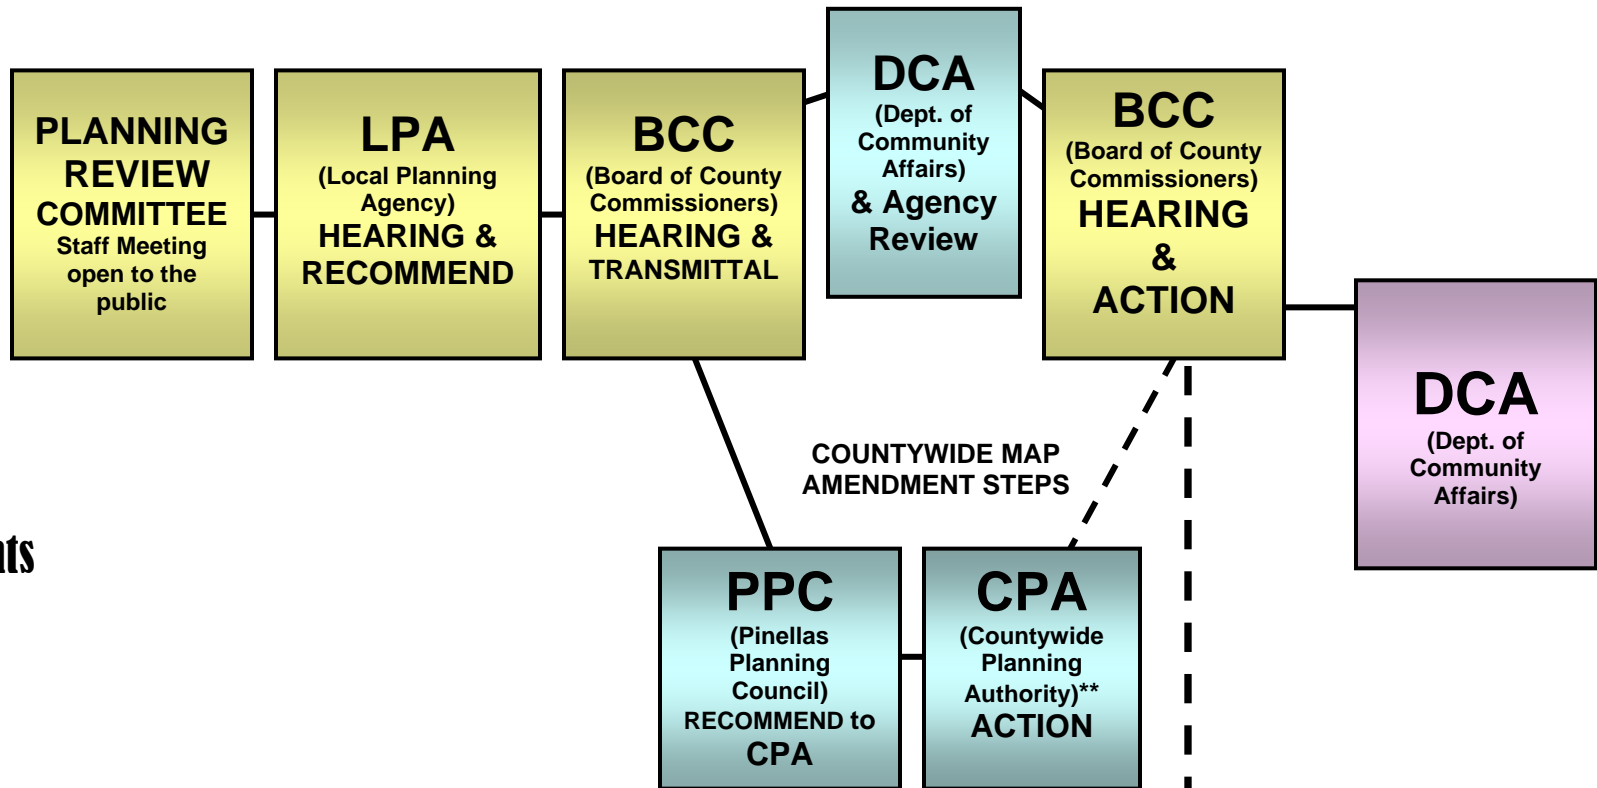 PLANNING
REVIEW
COMMITTEE
Staff Meeting
open to the
public
LPA
(Local Planning
Agency)
HEARING &
RECOMMEND
BCC
(Board of County
Commissioners)
HEARING &
TRANSMITTAL
DCA
(Dept. of
Community
Affairs)
& Agency
Review
BCC
(Board of County
Commissioners)
HEARING
&
ACTION
DCA
(Dept. of
Community
Affairs)
COUNTYWIDE MAP
AMENDMENT STEPS
PPC
(Pinellas
Planning
Council)
RECOMMEND to
CPA
CPA
(Countywide
Planning
Authority)**
ACTION